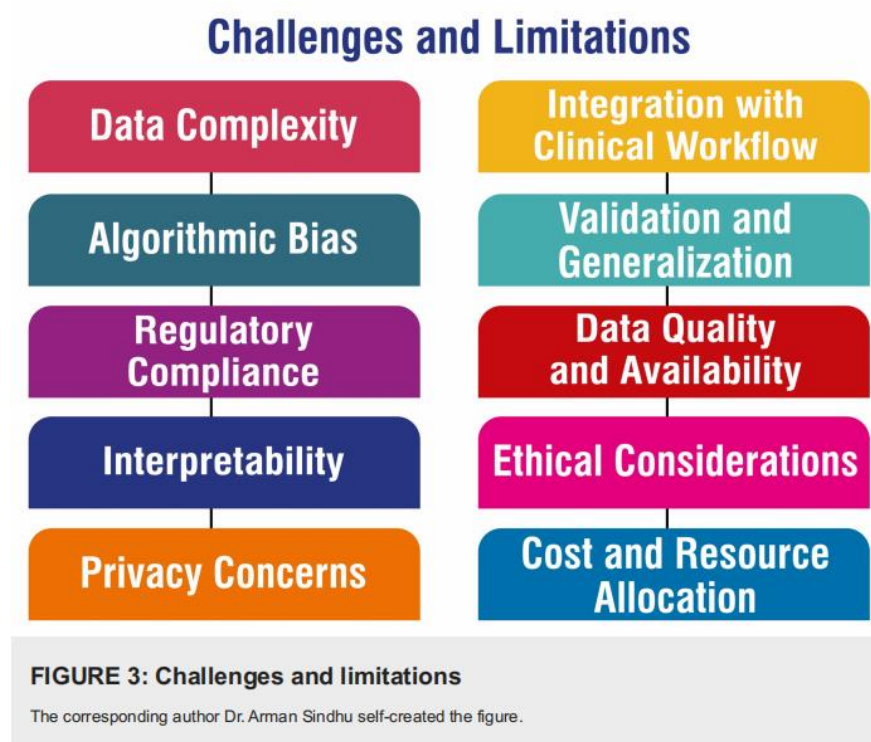 Challenges and Limitations
Data Complexity
Algorithmic Bias
Regulatory
Compliance
Interpretability
Privacy Concerns
Integration with
Clinical Workflow
Validation and
Generalization
Data Quality
and Availability
Ethical Considerations
Cost and Resource
Allocation
FIGURE 3: Challenges and limitations
The corresponding author Dr. Arman Sindhu self-created the figure.